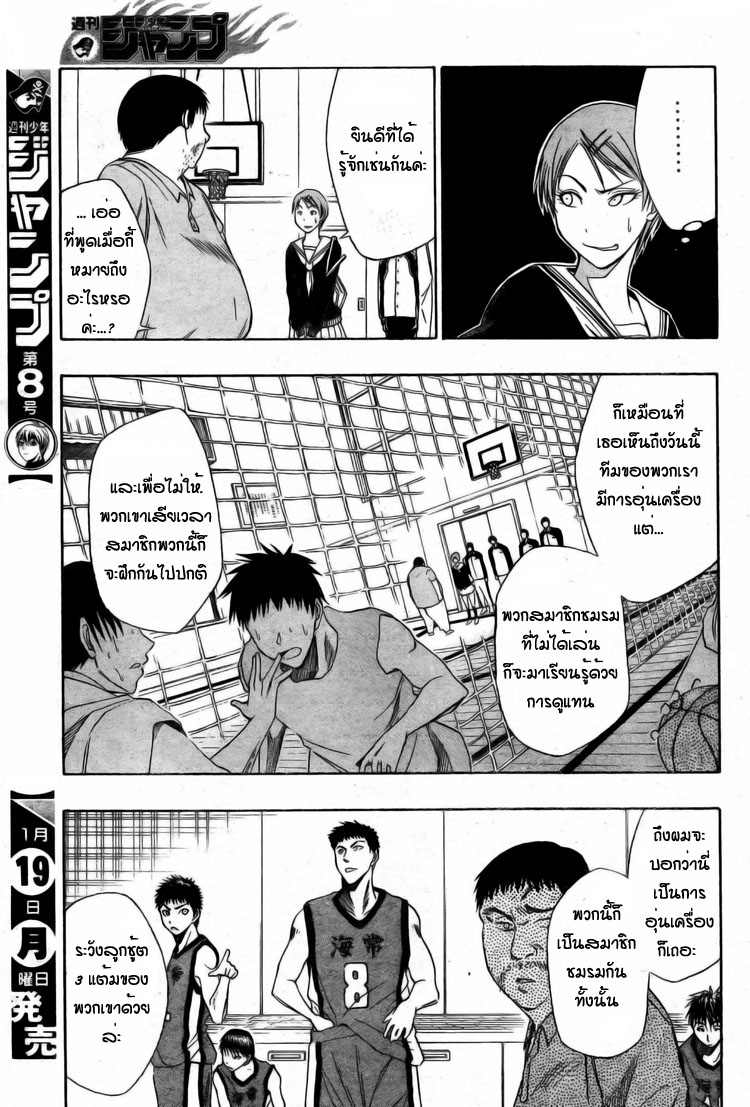 週刊
ジャンプ
週刊少年
ジャンプ
第
8
号
.........
ยินดีที่ได้
รู้จักเช่นกันค่ะ
... เอ่อ
ที่พูดเมื่อกี้
หมายถึง
อะไรหรอ
ค่ะ...?
ก็เหมือนที่
เธอเห็นถึงวันนี้
ทีมของพวกเรา
มีการอุ่นเครื่อง
แต่...
พวกสมาชิกชมรม
ที่ไม่ได้เล่น
ก็จะมาเรียนรู้ด้วย
การดูแทน
และเพื่อไม่ให้
พวกเขาเสียเวลา
สมาชิกพวกนี้ก็
จะฝึกกันไปปกติ
ถึงผมจะ
บอกว่านี่
เป็นการ
อุ่นเครื่อง
ก็เถอะ
พวกนี้ก็
เป็นสมาชิก
ชมรมกัน
ทั้งนั้น
ระวังลูกชู้ต
3 แต้มของ
พวกเขาด้วย
ล่ะ
海常
8
1月
19
日
月
曜日
発売